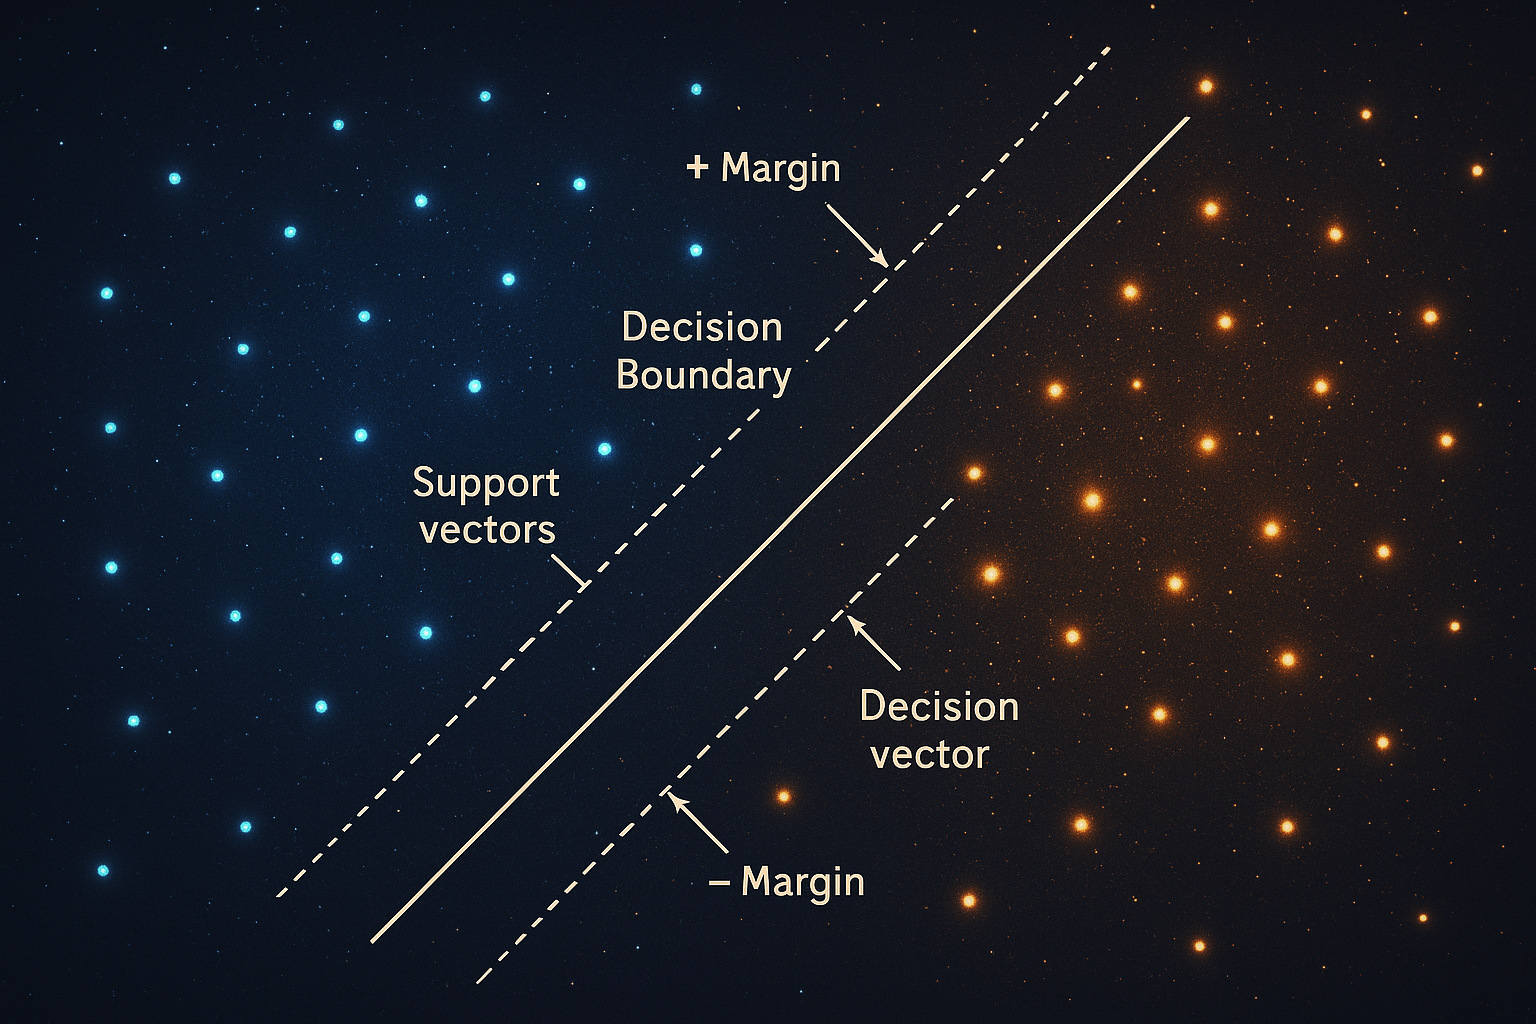 + Margin
Decision
Boundary
Support
vectors
Decision
vector
– Margin